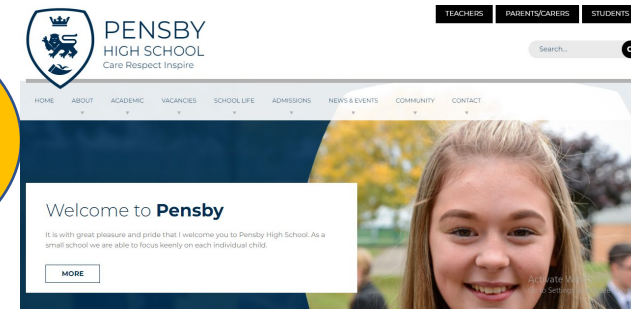 TEACHERS PARENTS/CARERS STUDENTS
PENSBY
HIGH SCHOOL
Care Respect Inspire
Search...
HOME ABOUT ACADEMIC VACANCIES SCHOOL LIFE ADMISSIONS NEWS & EVENTS COMMUNITY CONTACT
Welcome to Pensby
It is with great pleasure and pride that I welcome you to Pensby High School. As a
small school we are able to focus keenly on each individual child.
MORE
Activate
to Settings